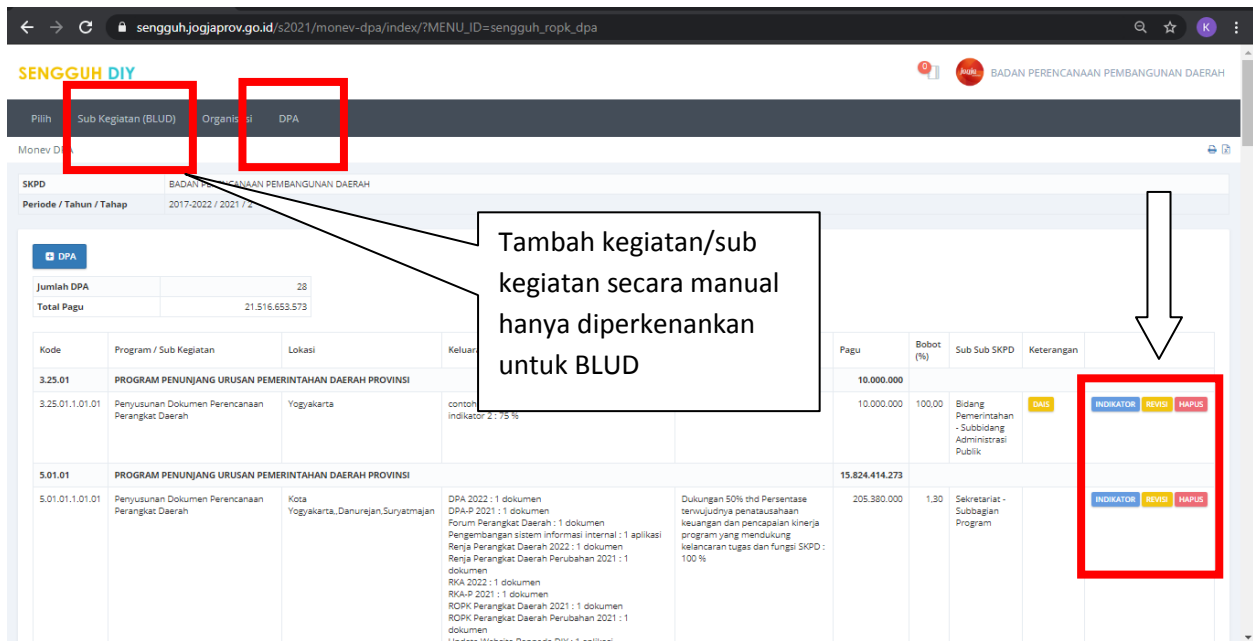 sengguh.jogjaprov.go.id/s2021/monev-dpa/index/?MENU_ID=sengguh_ropk_dpa
K
SENGGUH DIY
0
BADAN PERENCANAAN PEMBANGUNAN DAERAH
Pilih Sub Kegiatan (BLUD) Organisasi DPA
Monev DPA
SKPD BADAN PERENCANAAN PEMBANGUNAN DAERAH
Periode / Tahun / Tahap 2017-2022 / 2021 / 2
Tambah kegiatan/sub
kegiatan secara manual
hanya diperkenankan
untuk BLUD
DPA
Jumlah DPA 28
Total Pagu 21.516.653.573
Kode Program / Sub Kegiatan Lokasi Pagu Bobot (%) Sub Sub SKPD Keterangan
3.25.01 PROGRAM PENUNJANG URUSAN PEMERINTAHAN DAERAH PROVINSI 10.000.000
3.25.01.1.01.01 Penyusunan Dokumen Perencanaan
Perangkat Daerah
Yogyakarta
indikator 2 : 75 %
10.000.000 100,00
Bidang
Pemerintahan
- Subbidang
Administrasi
Publik
DAIS
INDIKATOR REVISI HAPUS
5.01.01 PROGRAM PENUNJANG URUSAN PEMERINTAHAN DAERAH PROVINSI 15.824.414.273
5.01.01.1.01.01 Penyusunan Dokumen Perencanaan
Perangkat Daerah
Kota
Yogyakarta,,Danurejan,Suryatmajan
DPA 2022 : 1 dokumen
DPA-P 2021 : 1 dokumen
Forum Perangkat Daerah : 1 dokumen
Pengembangan sistem informasi internal : 1 aplikasi
Renja Perangkat Daerah 2022 : 1 dokumen
Renja Perangkat Daerah Perubahan 2021 : 1
dokumen
RKA 2022 : 1 dokumen
RKA-P 2021 : 1 dokumen
ROPK Perangkat Daerah 2021 : 1 dokumen
ROPK Perangkat Daerah Perubahan 2021 : 1
dokumen
Dukungan 50% thd Persentase
terwujudnya penatausahaan
keuangan dan pencapaian kinerja
program yang mendukung
kelancaran tugas dan fungsi SKPD :
100 %
205.380.000 1,30
Sekretariat -
Subbagian
Program
INDIKATOR REVISI HAPUS